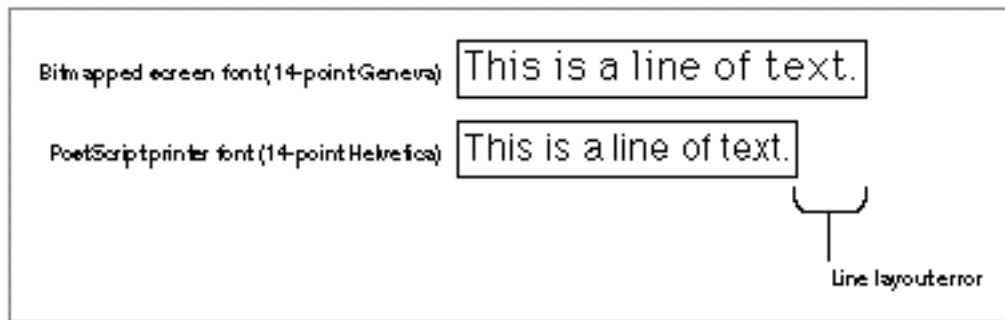 Bitmapped screen font (14-point Geneva) This is a line of text.
PostScript printer font (14-point Helvetica) This is a line of text.
Line layout error